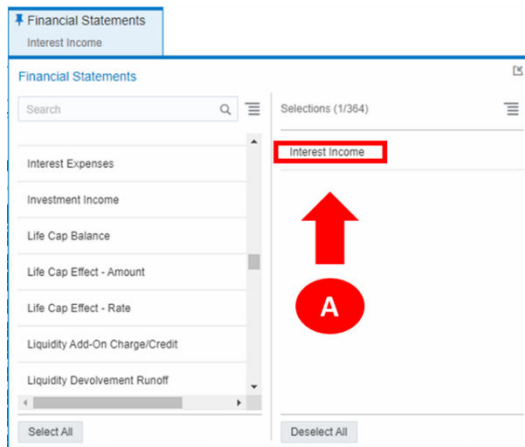 Financial Statements
Interest Income
Financial Statements
Search
Selections (1/364)
Interest Expenses
Interest Income
Investment Income
Life Cap Balance
Life Cap Effect - Amount
Life Cap Effect - Rate
A
Liquidity Add-On Charge/Credit
Liquidity Devolvement Runoff
Select All
Deselect All